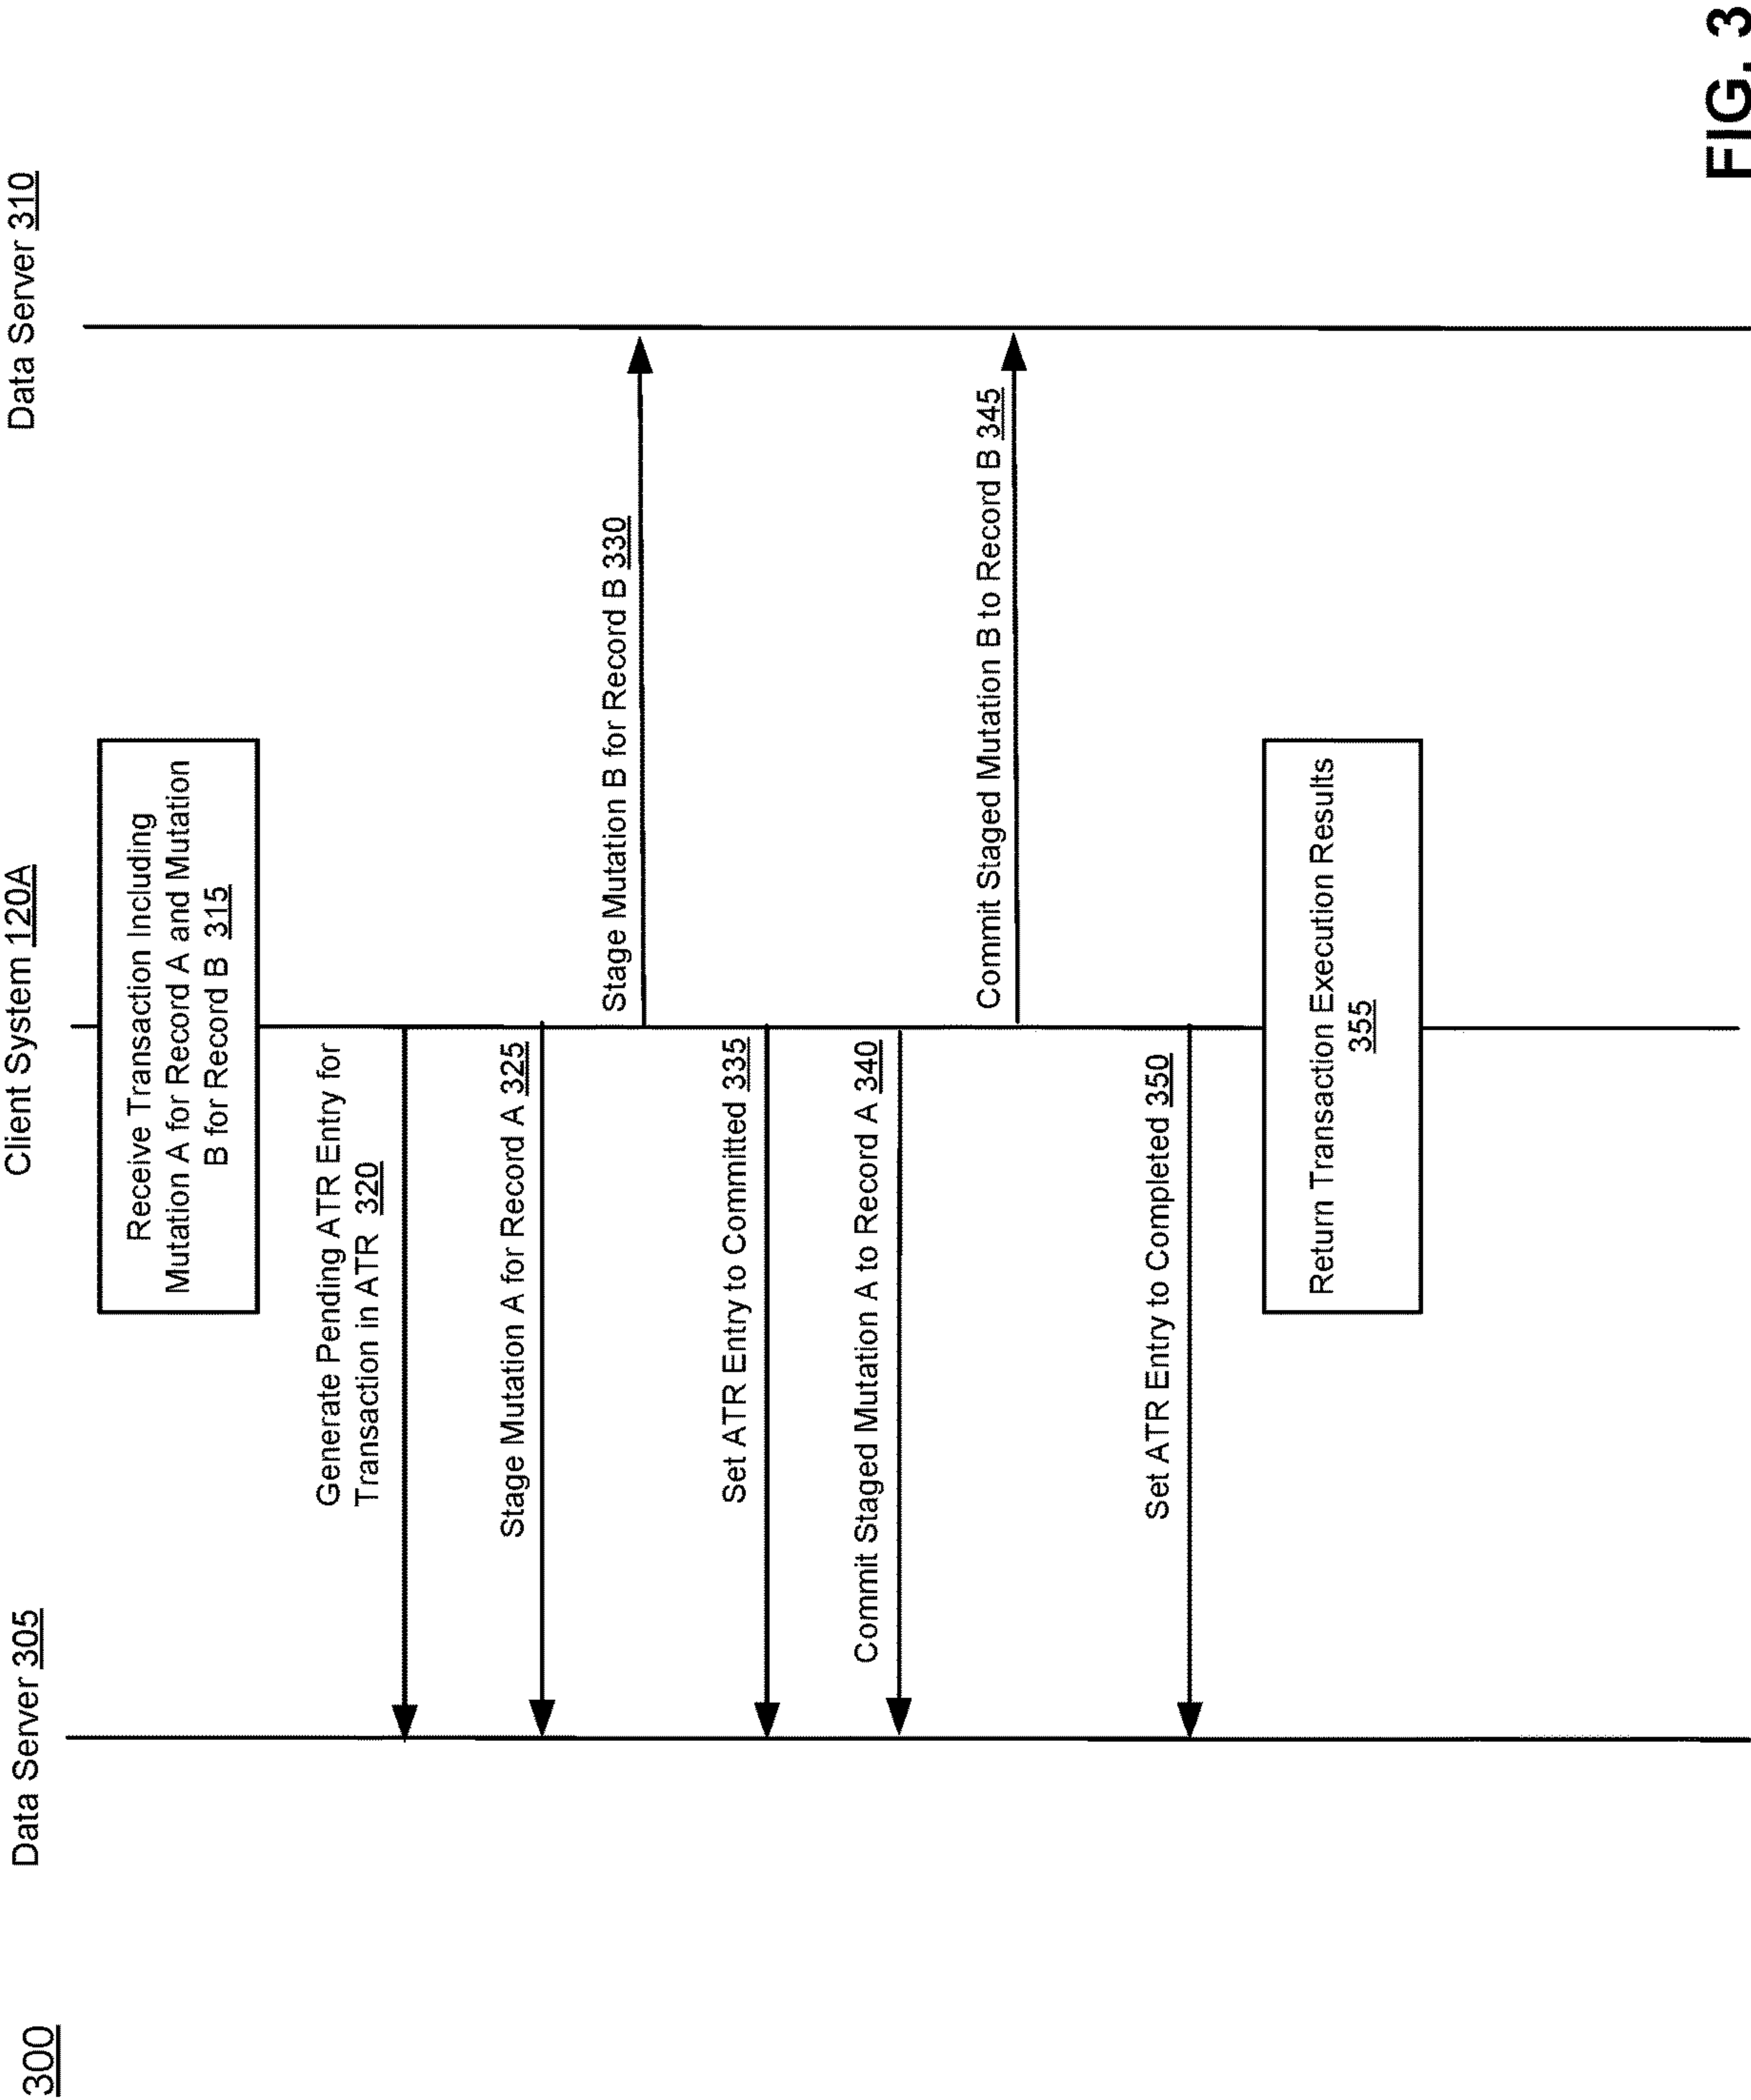 300
Data Server 305
Client System 120A
Data Server 310
Receive Transaction Including
Mutation A for Record A and Mutation
B for Record B 315
Generate Pending ATR Entry for
Transaction in ATR 320
Stage Mutation A for Record A 325
Stage Mutation B for Record B 330
Set ATR Entry to Committed 335
Commit Staged Mutation A to Record A 340
Commit Staged Mutation B to Record B 345
Set ATR Entry to Completed 350
Return Transaction Execution Results
355
FIG. 3